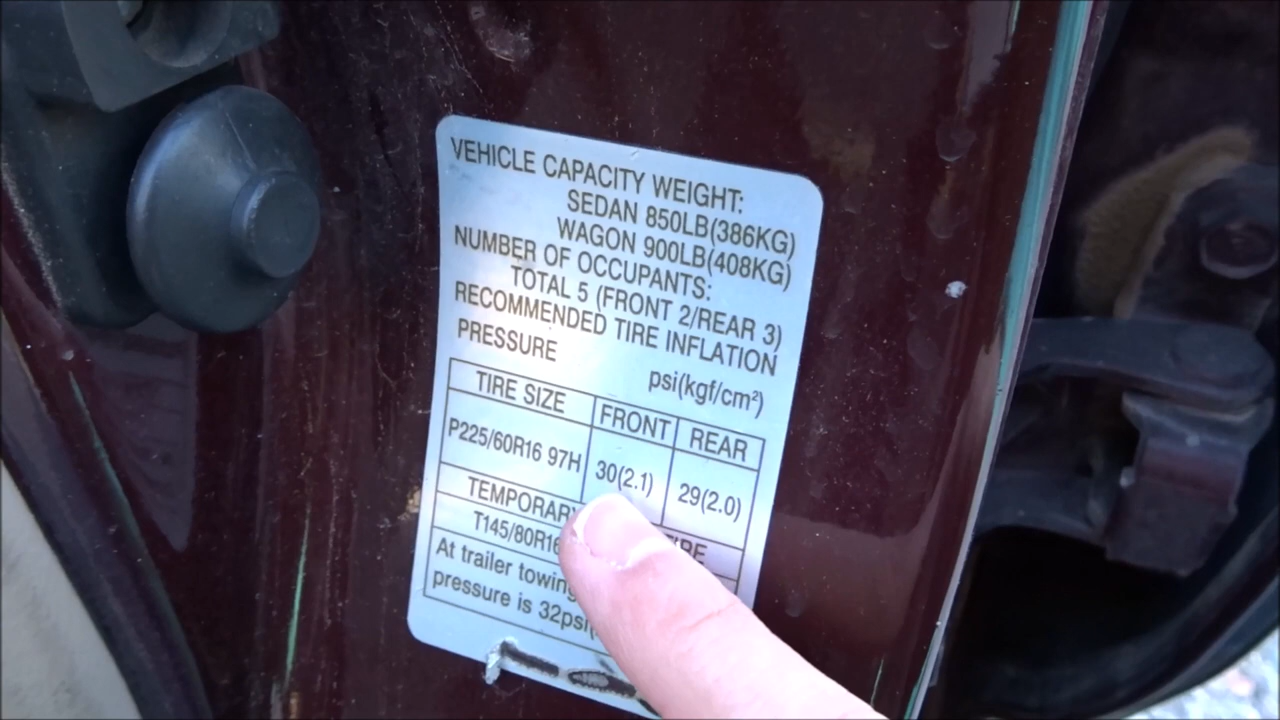 VEHICLE CAPACITY WEIGHT:
SEDAN 850LB(386KG)
WAGON 900LB(408KG)
NUMBER OF OCCUPANTS:
TOTAL 5 (FRONT 2/REAR 3)
RECOMMENDED TIRE INFLATION
PRESSURE
psi(kgf/cm²)
TIRE SIZE FRONT REAR
P225/60R16 97H 30(2.1) 29(2.0)
TEMPORARY TIRE
T145/80R16
At trailer towing
pressure is 32psi(